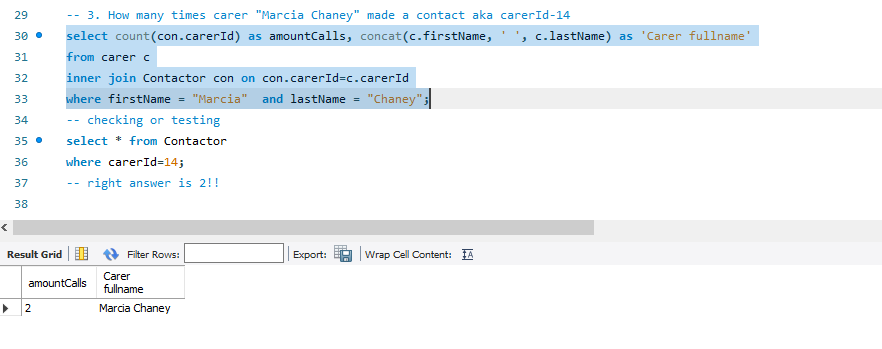 29 -- 3. How many times carer "Marcia Chaney" made a contact aka carerId-14
30 select count(con.carerId) as amountCalls, concat(c.firstName, ' ', c.lastName) as 'Carer fullname'
31 from carer c
32 inner join Contactor con on con.carerId=c.carerId
33 where firstName = "Marcia"  and lastName = "Chaney";
34 -- checking or testing
35 select * from Contactor
36 where carerId=14;
37 -- right answer is 2!!
38
Result Grid Filter Rows: Export: Wrap Cell Content:
amountCalls Carer
fullname
2 Marcia Chaney